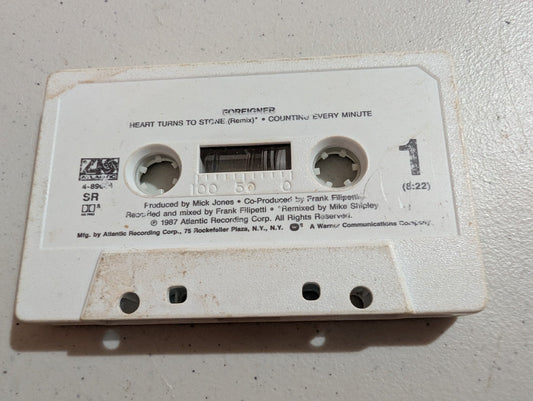 FOREIGNER
HEART TURNS TO STONE (Remix)* • COUNTING EVERY MINUTE
ATLANTIC
SR
1
(8:22)
100 50 0
Produced by Mick Jones • Co-Produced by Frank Filipetti
Recorded and mixed by Frank Filipetti • *Remixed by Mike Shipley
℗ 1987 Atlantic Recording Corp. All Rights Reserved.
Mfg. by Atlantic Recording Corp., 75 Rockefeller Plaza, N.Y., N.Y. ® A Warner Communications Company